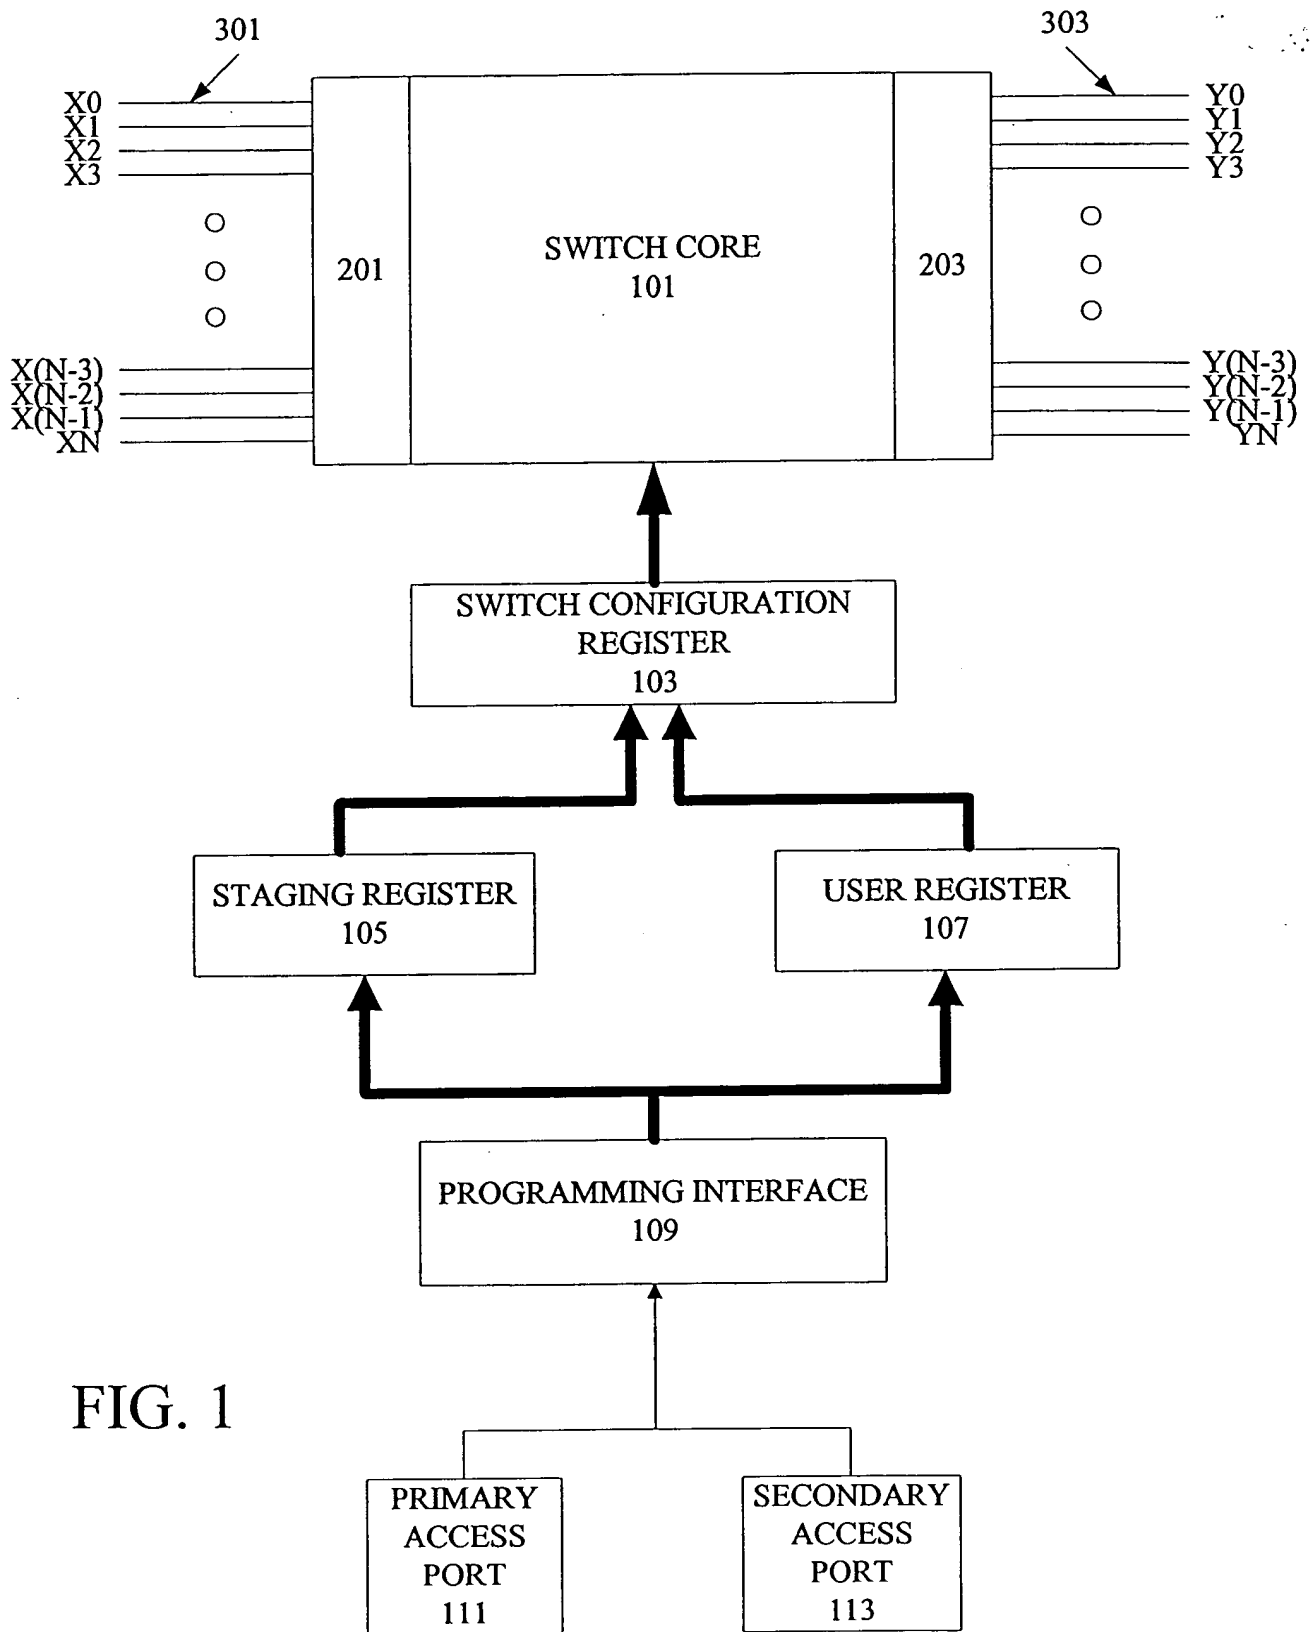 301
303
X0
X1
X2
X3
X(N-3)
X(N-2)
X(N-1)
XN
201
SWITCH CORE
101
203
Y0
Y1
Y2
Y3
Y(N-3)
Y(N-2)
Y(N-1)
YN
SWITCH CONFIGURATION
REGISTER
103
STAGING REGISTER
105
USER REGISTER
107
PROGRAMMING INTERFACE
109
FIG. 1
PRIMARY
ACCESS
PORT
111
SECONDARY
ACCESS
PORT
113